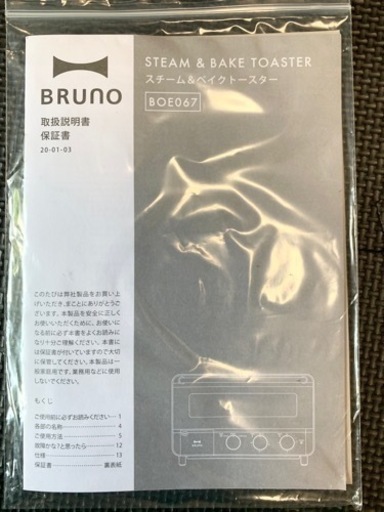 BRUNO
取扱説明書
保証書
20-01-03
STEAM & BAKE TOASTER
スチーム&ベイクトースター
BOE067
このたびは弊社製品をお買い上
げいただき、まことにありがとうご
ざいます。本製品を安全に正しく
お使いいただくために、お使いに
なる前に必ず本書をよくお読みに
なり十分ご理解ください。本書に
は保証書が付いていますので大切
に保管してください。本製品は一
般家庭用です。業務用などに使用
しないでください。
もくじ
ご使用前に必ずお読みください… 1
各部の名称… 4
ご使用方法… 5
故障かな？と思ったら… 12
仕様… 13
保証書… 裏表紙